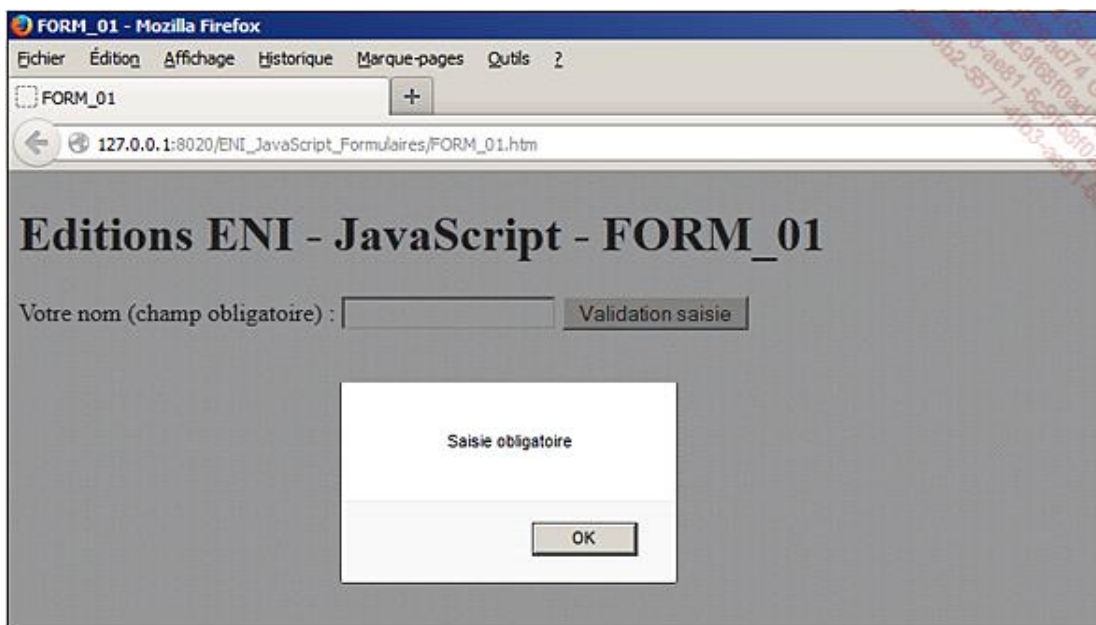 FORM_01 - Mozilla Firefox
Fichier Édition Affichage Historique Marque-pages Outils ?
FORM_01 +
127.0.0.1:8020/ENI_JavaScript_Formulaires/FORM_01.htm
Editions ENI - JavaScript - FORM_01
Votre nom (champ obligatoire) : Validation saisie
Saisie obligatoire
OK